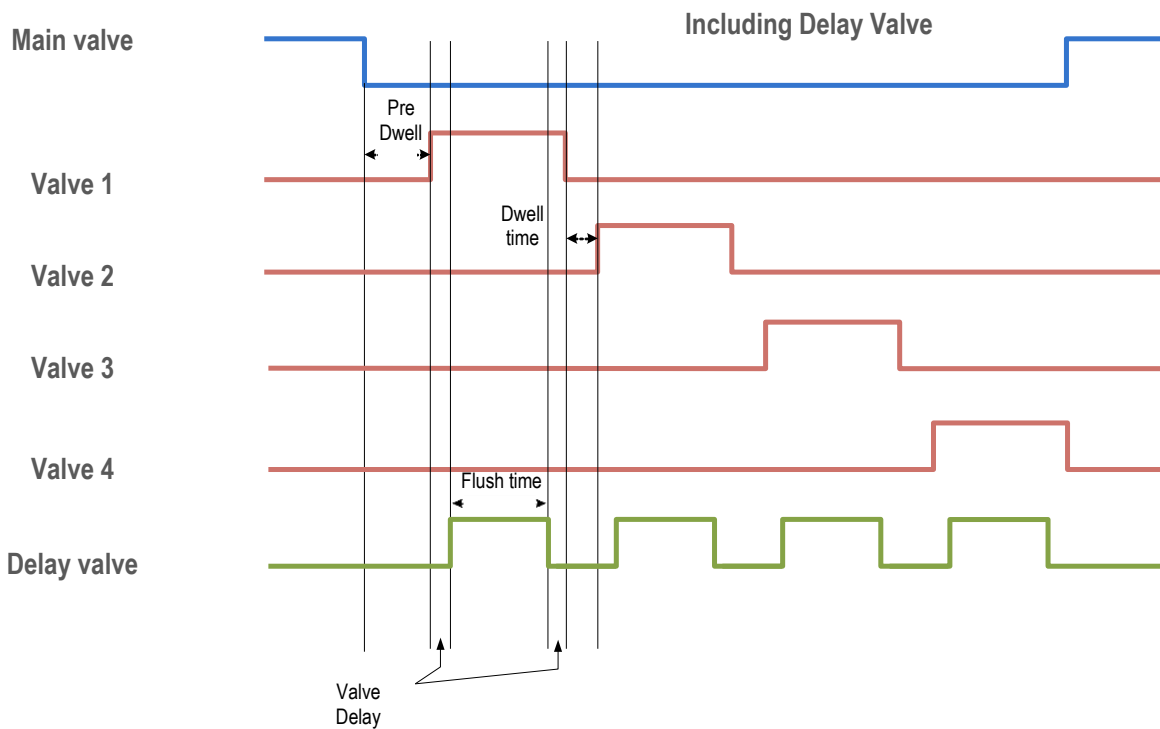 Including Delay Valve
Main valve
Pre
Dwell
Valve 1
Dwell
time
Valve 2
Valve 3
Valve 4
Flush time
Delay valve
Valve
Delay